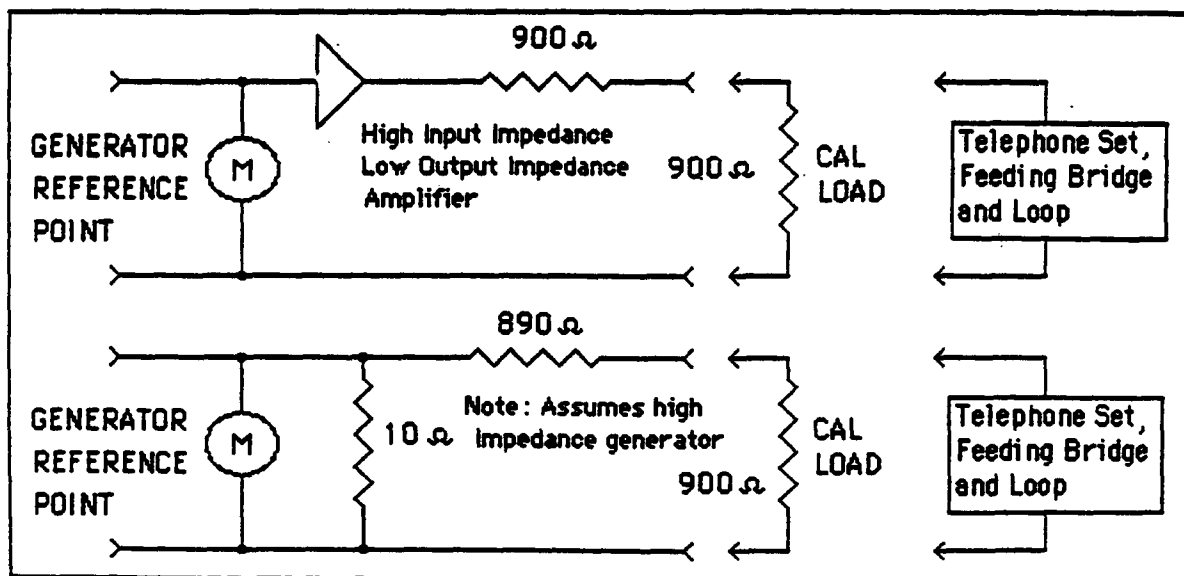 900 Ω
GENERATOR
REFERENCE
POINT
M
High Input Impedance
Low Output Impedance
Amplifier
900 Ω
CAL
LOAD
Telephone Set,
Feeding Bridge
and Loop
890 Ω
GENERATOR
REFERENCE
POINT
M
10 Ω
Note: Assumes high
impedance generator
900 Ω
CAL
LOAD
Telephone Set,
Feeding Bridge
and Loop